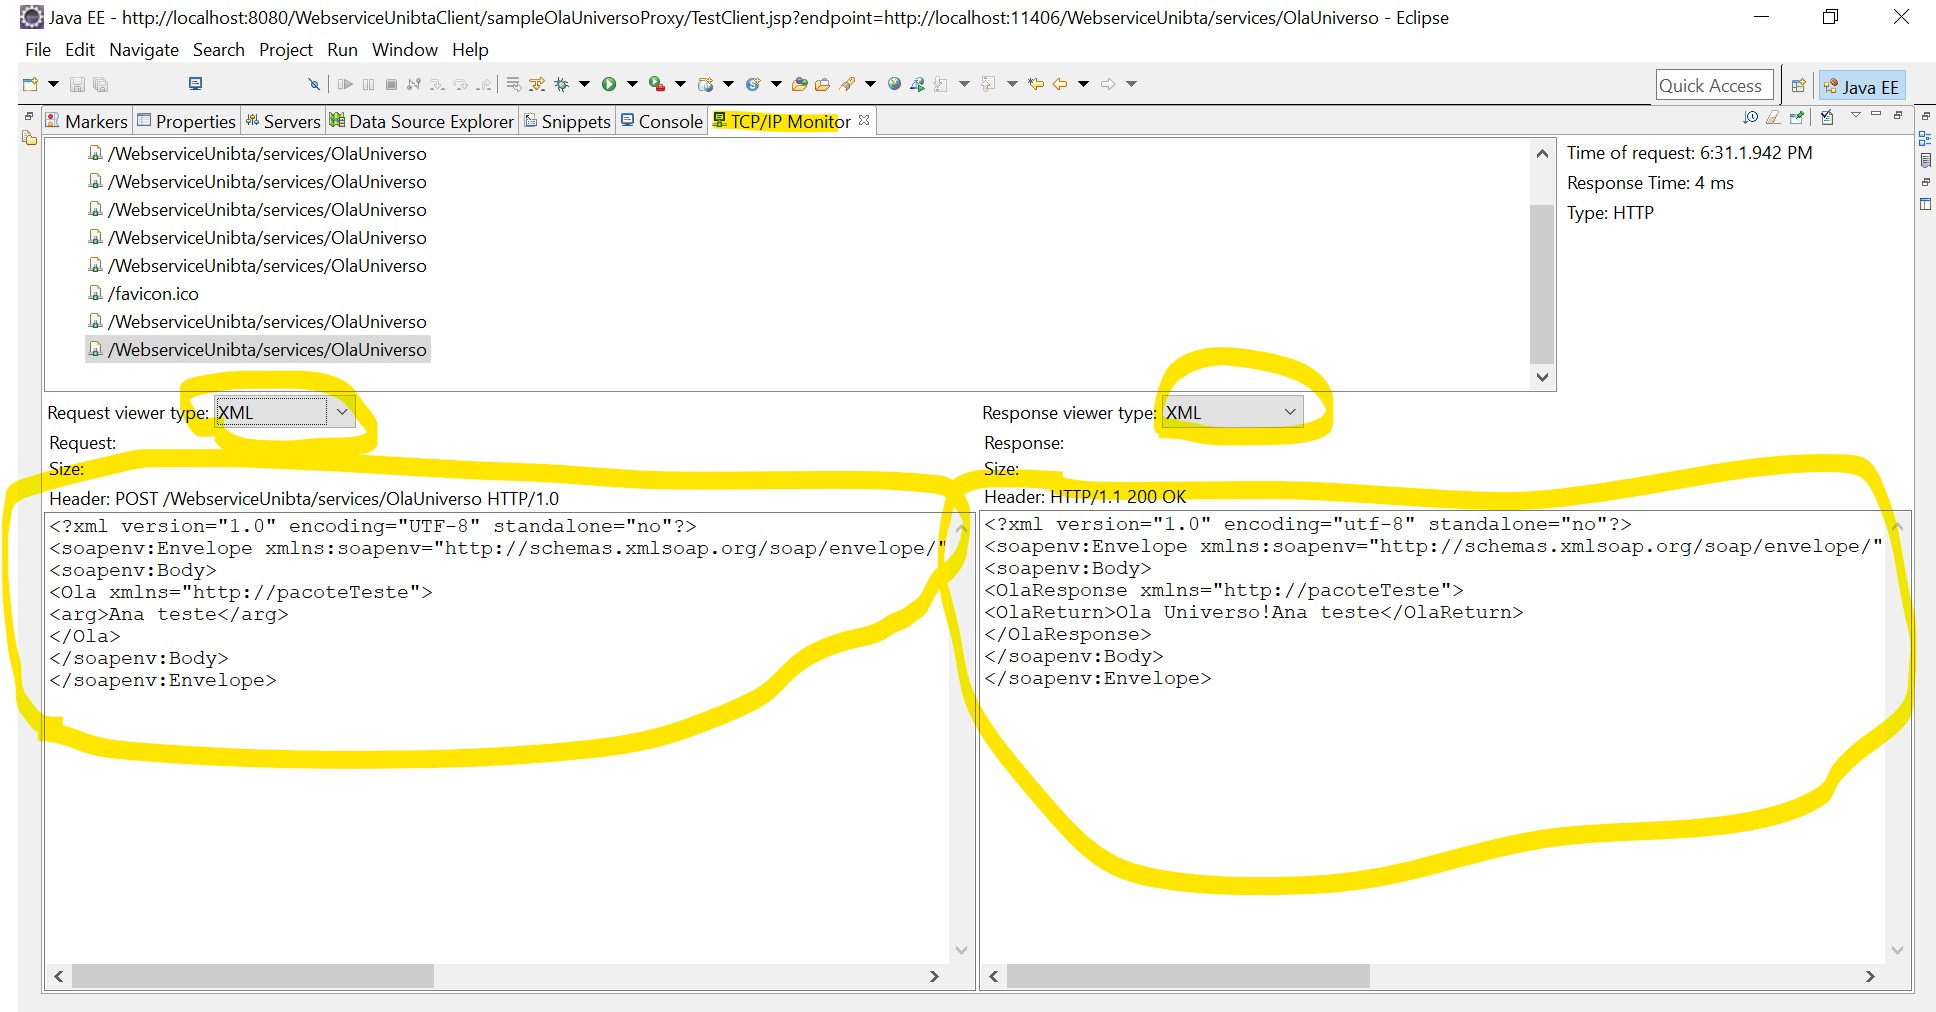 Java EE - http://localhost:8080/WebserviceUnibtaClient/sampleOlaUniversoProxy/TestClient.jsp?endpoint=http://localhost:11406/WebserviceUnibta/services/OlaUniverso - Eclipse
File Edit Navigate Search Project Run Window Help
Quick Access Java EE
Markers Properties Servers Data Source Explorer Snippets Console TCP/IP Monitor
/WebserviceUnibta/services/OlaUniverso
/WebserviceUnibta/services/OlaUniverso
/WebserviceUnibta/services/OlaUniverso
/WebserviceUnibta/services/OlaUniverso
/WebserviceUnibta/services/OlaUniverso
/favicon.ico
/WebserviceUnibta/services/OlaUniverso
/WebserviceUnibta/services/OlaUniverso
Time of request: 6:31.1.942 PM
Response Time: 4 ms
Type: HTTP
Request viewer type: XML
Request:
Size:
Header: POST /WebserviceUnibta/services/OlaUniverso HTTP/1.0
<?xml version="1.0" encoding="UTF-8" standalone="no"?>
<soapenv:Envelope xmlns:soapenv="http://schemas.xmlsoap.org/soap/envelope/"
<soapenv:Body>
<Ola xmlns="http://pacoteTeste">
<arg>Ana teste</arg>
</Ola>
</soapenv:Body>
</soapenv:Envelope>
Response viewer type: XML
Response:
Size:
Header: HTTP/1.1 200 OK
<?xml version="1.0" encoding="utf-8" standalone="no"?>
<soapenv:Envelope xmlns:soapenv="http://schemas.xmlsoap.org/soap/envelope/"
<soapenv:Body>
<OlaResponse xmlns="http://pacoteTeste">
<OlaReturn>Ola Universo!Ana teste</OlaReturn>
</OlaResponse>
</soapenv:Body>
</soapenv:Envelope>